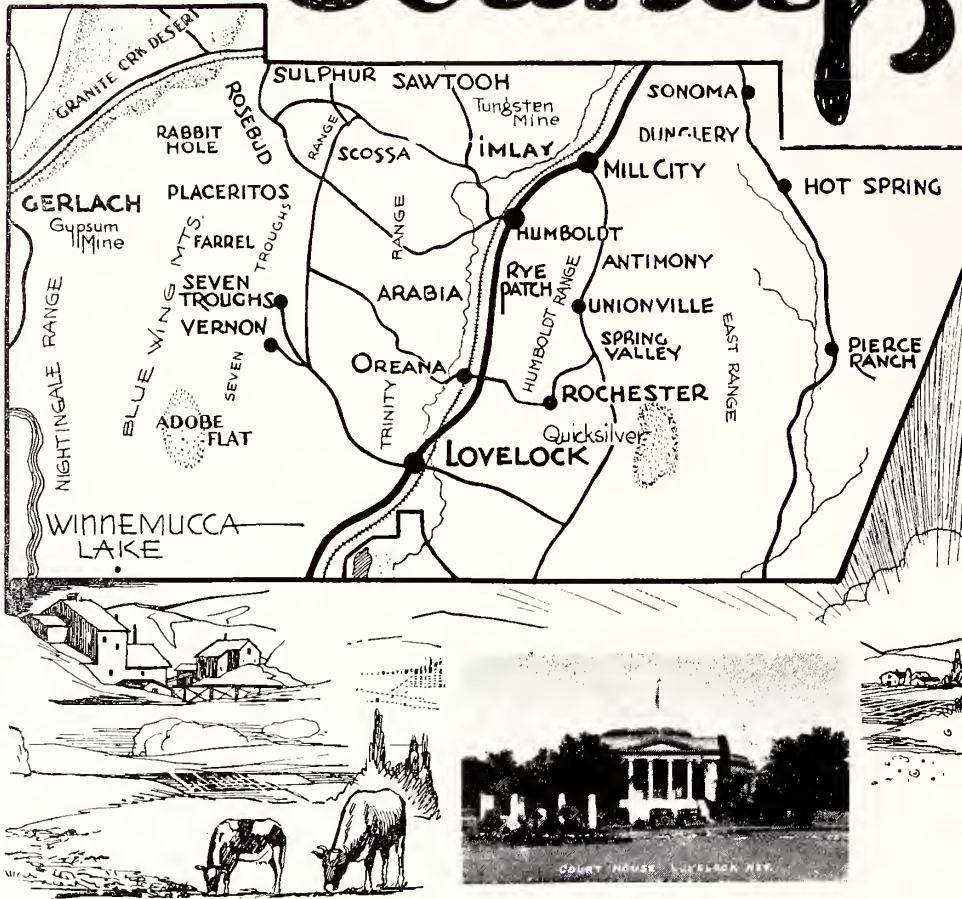 GRANITE CRK DESERT
SULPHUR
SAWTOOH
Tungsten
Mine
SONOMA
ROSEBUD
RABBIT
HOLE
RANGE
SCOSSA
IMLAY
DUNGLERY
MILL CITY
HOT SPRING
GERLACH
Gypsum
Mine
PLACERITOS
FARREL
RANGE
HUMBOLDT
ANTIMONY
SEVEN
TROUGHS
VERNON
ARABIA
RYE
PATCH
UNIONVILLE
SPRING
VALLEY
PIERCE
RANCH
NIGHTINGALE RANGE
BLUE WING MTS.
SEVEN TROUGHS
TRINITY
HUMBOLDT RANGE
EAST RANGE
OREANA
ROCHESTER
ADOBE
FLAT
Quicksilver
LOVELOCK
WINNEMUCCA
LAKE
COURT HOUSE LOVELOCK NEV.